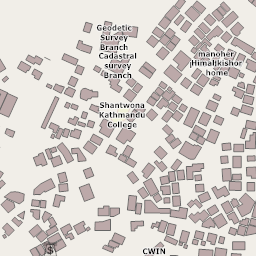 Geodetic
Survey
Branch
Cadastral
survey
Branch
manoher
Himal kishor
home
Shantwona
Kathmandu
College
CWIN
$